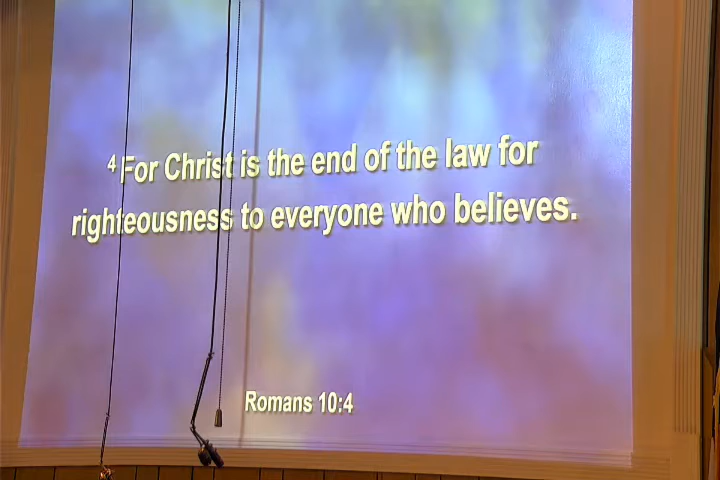 4 For Christ is the end of the law for
righteousness to everyone who believes.
Romans 10:4